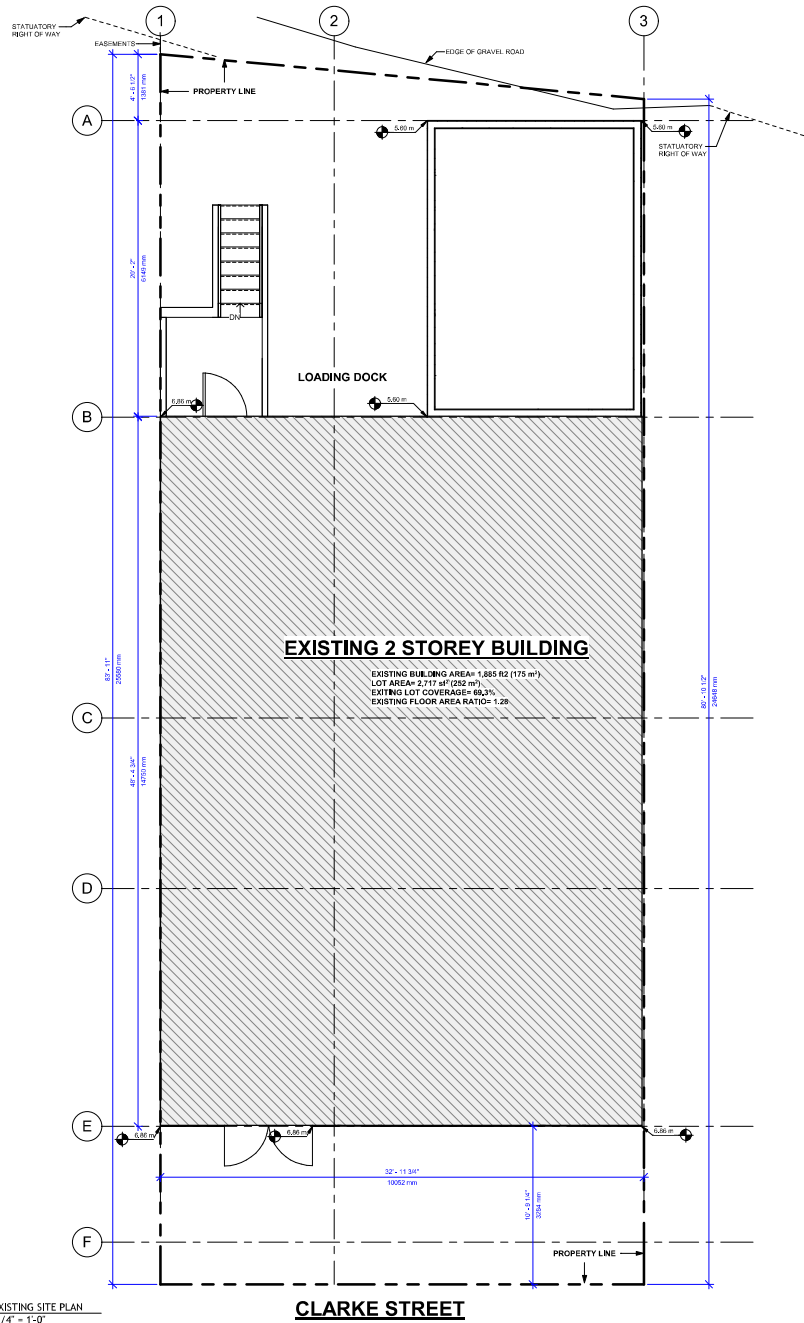 1
2
3
STATUATORY
RIGHT OF WAY
EASEMENTS
EDGE OF GRAVEL ROAD
PROPERTY LINE
4' - 6 1/2"
1381 mm
A
5.60 m
5.60 m
STATUATORY
RIGHT OF WAY
20' - 2"
6149 mm
DN
LOADING DOCK
6.86 m
5.60 m
B
EXISTING 2 STOREY BUILDING
EXISTING BUILDING AREA= 1,885 ft2 (175 m²)
LOT AREA= 2,717 sf² (252 m²)
EXITING LOT COVERAGE= 69.3%
EXISTING FLOOR AREA RATIO= 1.28
83' - 11"
25580 mm
80' - 10 1/2"
24648 mm
C
48' - 4 3/4"
14750 mm
D
E
6.86 m
6.86 m
6.86 m
32' - 11 3/4"
10052 mm
10' - 9 1/4"
3284 mm
F
PROPERTY LINE
XISTING SITE PLAN
/4" = 1'-0"
CLARKE STREET